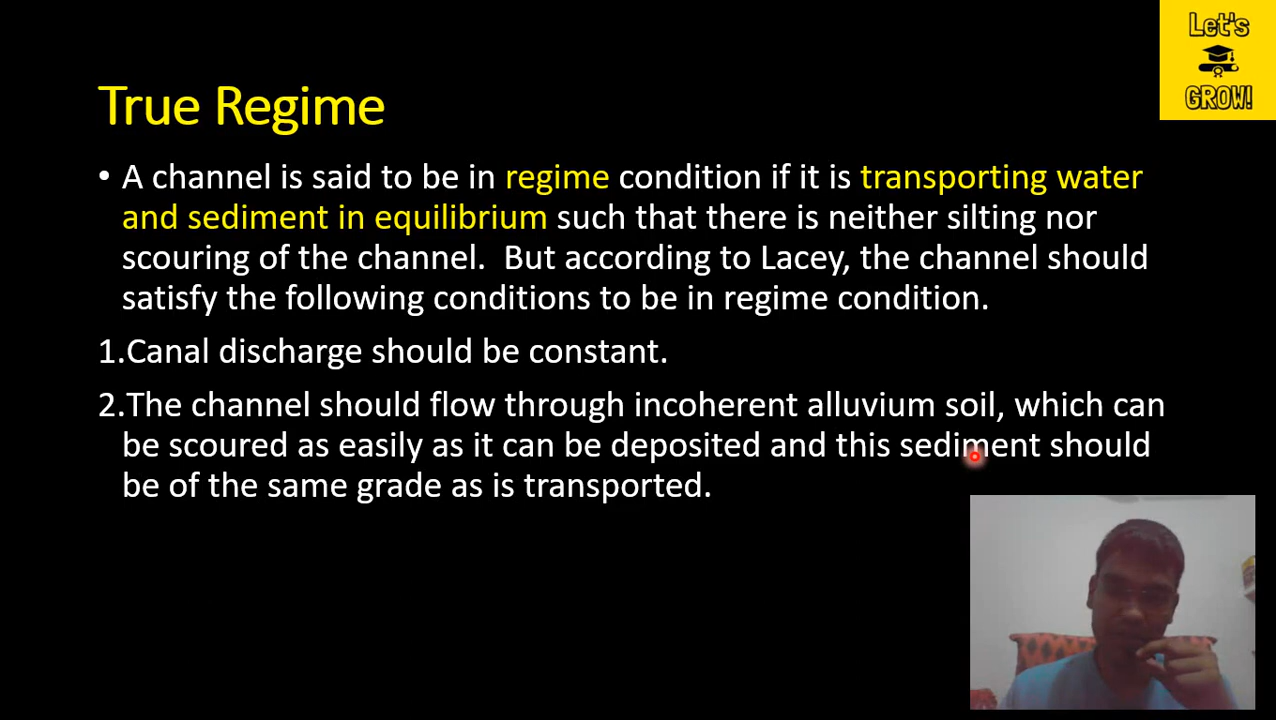 Let's
GROW!
True Regime
• A channel is said to be in regime condition if it is transporting water
and sediment in equilibrium such that there is neither silting nor
scouring of the channel.  But according to Lacey, the channel should
satisfy the following conditions to be in regime condition.
1.Canal discharge should be constant.
2.The channel should flow through incoherent alluvium soil, which can
be scoured as easily as it can be deposited and this sediment should
be of the same grade as is transported.